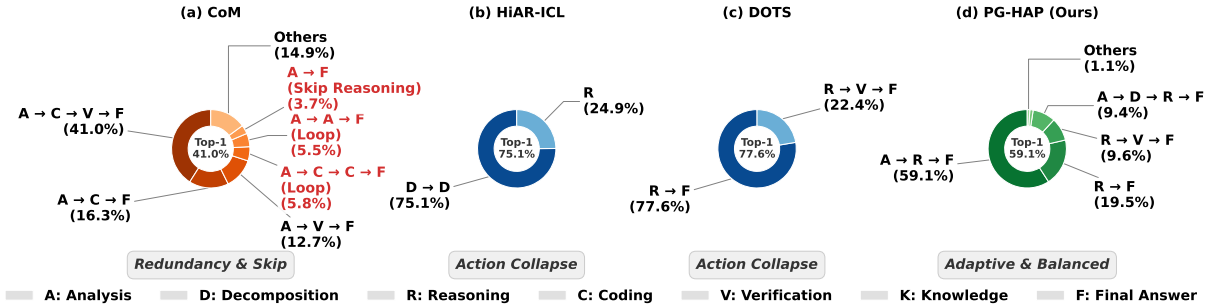 (a) CoM
Others
(14.9%)
A → F
(Skip Reasoning)
(3.7%)
A → A → F
(Loop)
(5.5%)
A → C → C → F
(Loop)
(5.8%)
A → V → F
(12.7%)
A → C → F
(16.3%)
A → C → V → F
(41.0%)
Top-1
41.0%
Redundancy & Skip
(b) HiAR-ICL
R
(24.9%)
D → D
(75.1%)
Top-1
75.1%
Action Collapse
(c) DOTS
R → V → F
(22.4%)
R → F
(77.6%)
Top-1
77.6%
Action Collapse
(d) PG-HAP (Ours)
Others
(1.1%)
A → D → R → F
(9.4%)
R → V → F
(9.6%)
R → F
(19.5%)
A → R → F
(59.1%)
Top-1
59.1%
Adaptive & Balanced
A: Analysis
D: Decomposition
R: Reasoning
C: Coding
V: Verification
K: Knowledge
F: Final Answer